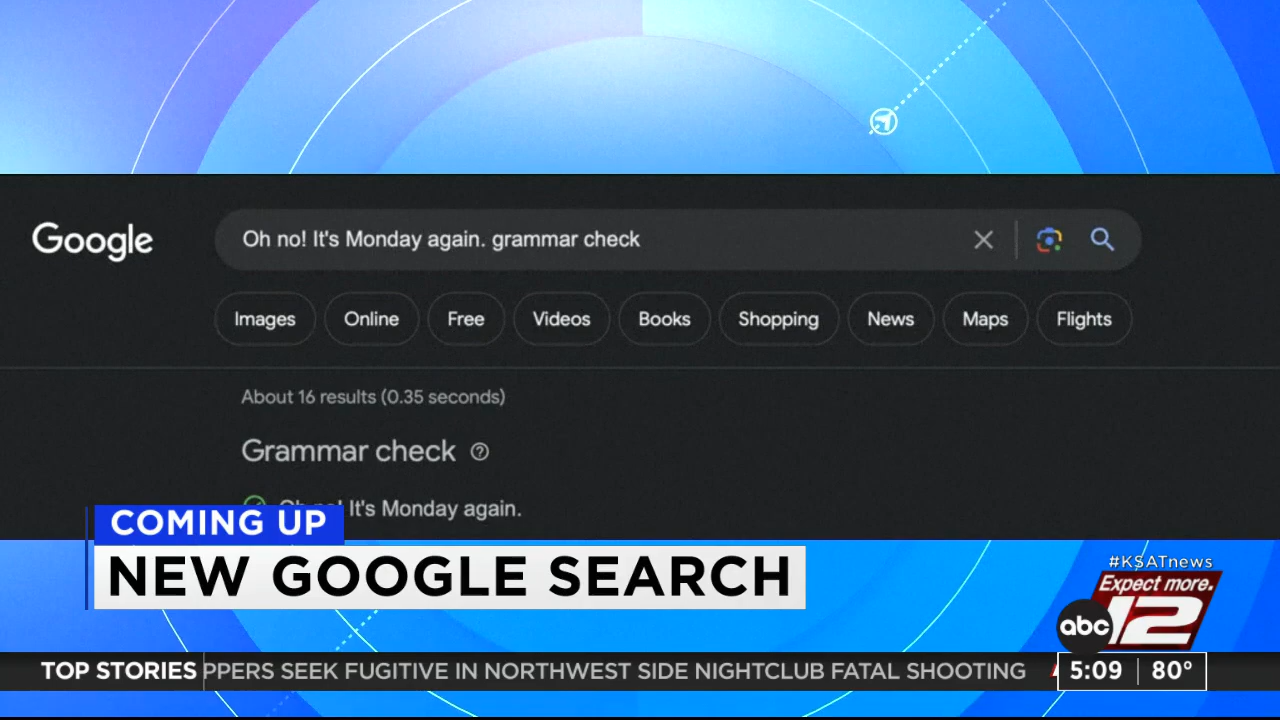 Google
Oh no! It's Monday again. grammar check
Images Online Free Videos Books Shopping News Maps Flights
About 16 results (0.35 seconds)
Grammar check
It's Monday again.
COMING UP
NEW GOOGLE SEARCH
#KSATnews
Expect more.
abc 12
TOP STORIES PPERS SEEK FUGITIVE IN NORTHWEST SIDE NIGHTCLUB FATAL SHOOTING
5:09 80°